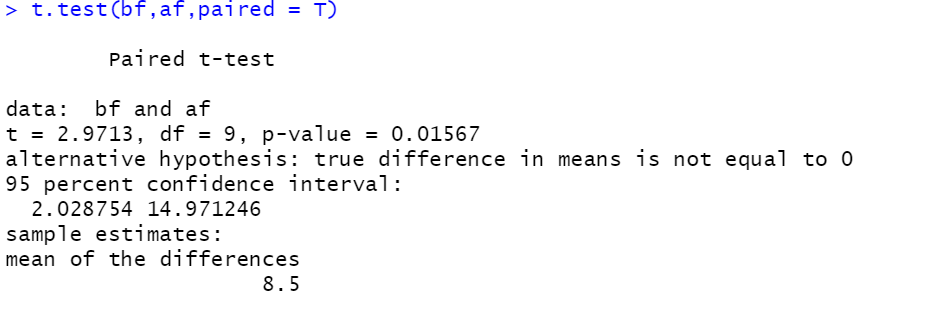 > t.test(bf,af,paired = T)
Paired t-test
data:  bf and af
t = 2.9713, df = 9, p-value = 0.01567
alternative hypothesis: true difference in means is not equal to 0
95 percent confidence interval:
2.028754 14.971246
sample estimates:
mean of the differences
8.5